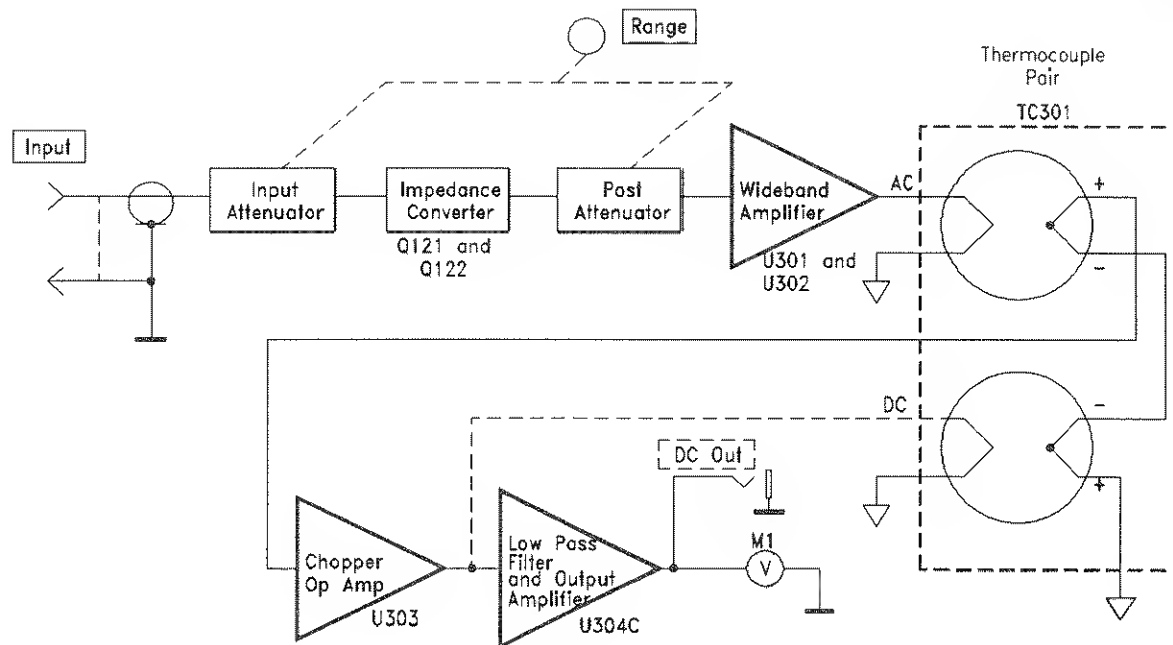 Range
Thermocouple
Pair
TC301
Input
Input
Attenuator
Impedance
Converter
Q121 and
Q122
Post
Attenuator
Wideband
Amplifier
U301 and
U302
AC
+
-
DC
-
+
DC Out
M1
V
Chopper
Op Amp
U303
Low Pass
Filter
and Output
Amplifier
U304C